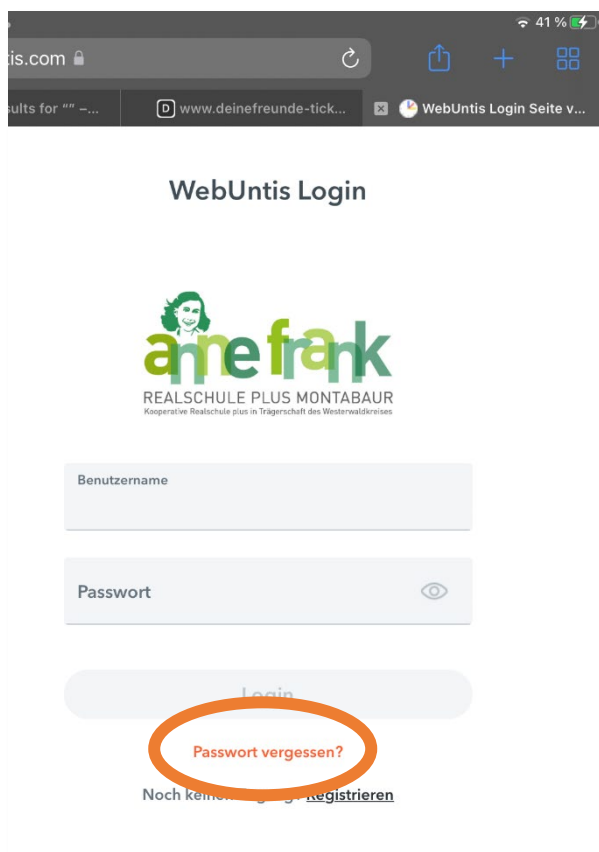 41 %
tis.com
sults for "" –...
D www.deinefreunde-tick...
WebUntis Login Seite v...
WebUntis Login
anne frank
REALSCHULE PLUS MONTABAUR
Kooperative Realschule plus in Trägerschaft des Westerwaldkreises
Benutzername
Passwort
Login
Passwort vergessen?
Noch Registrieren